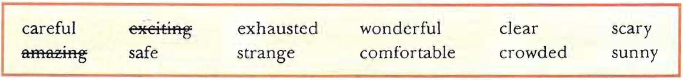 careful exciting exhausted wonderful clear scary
amazing safe strange comfortable crowded sunny